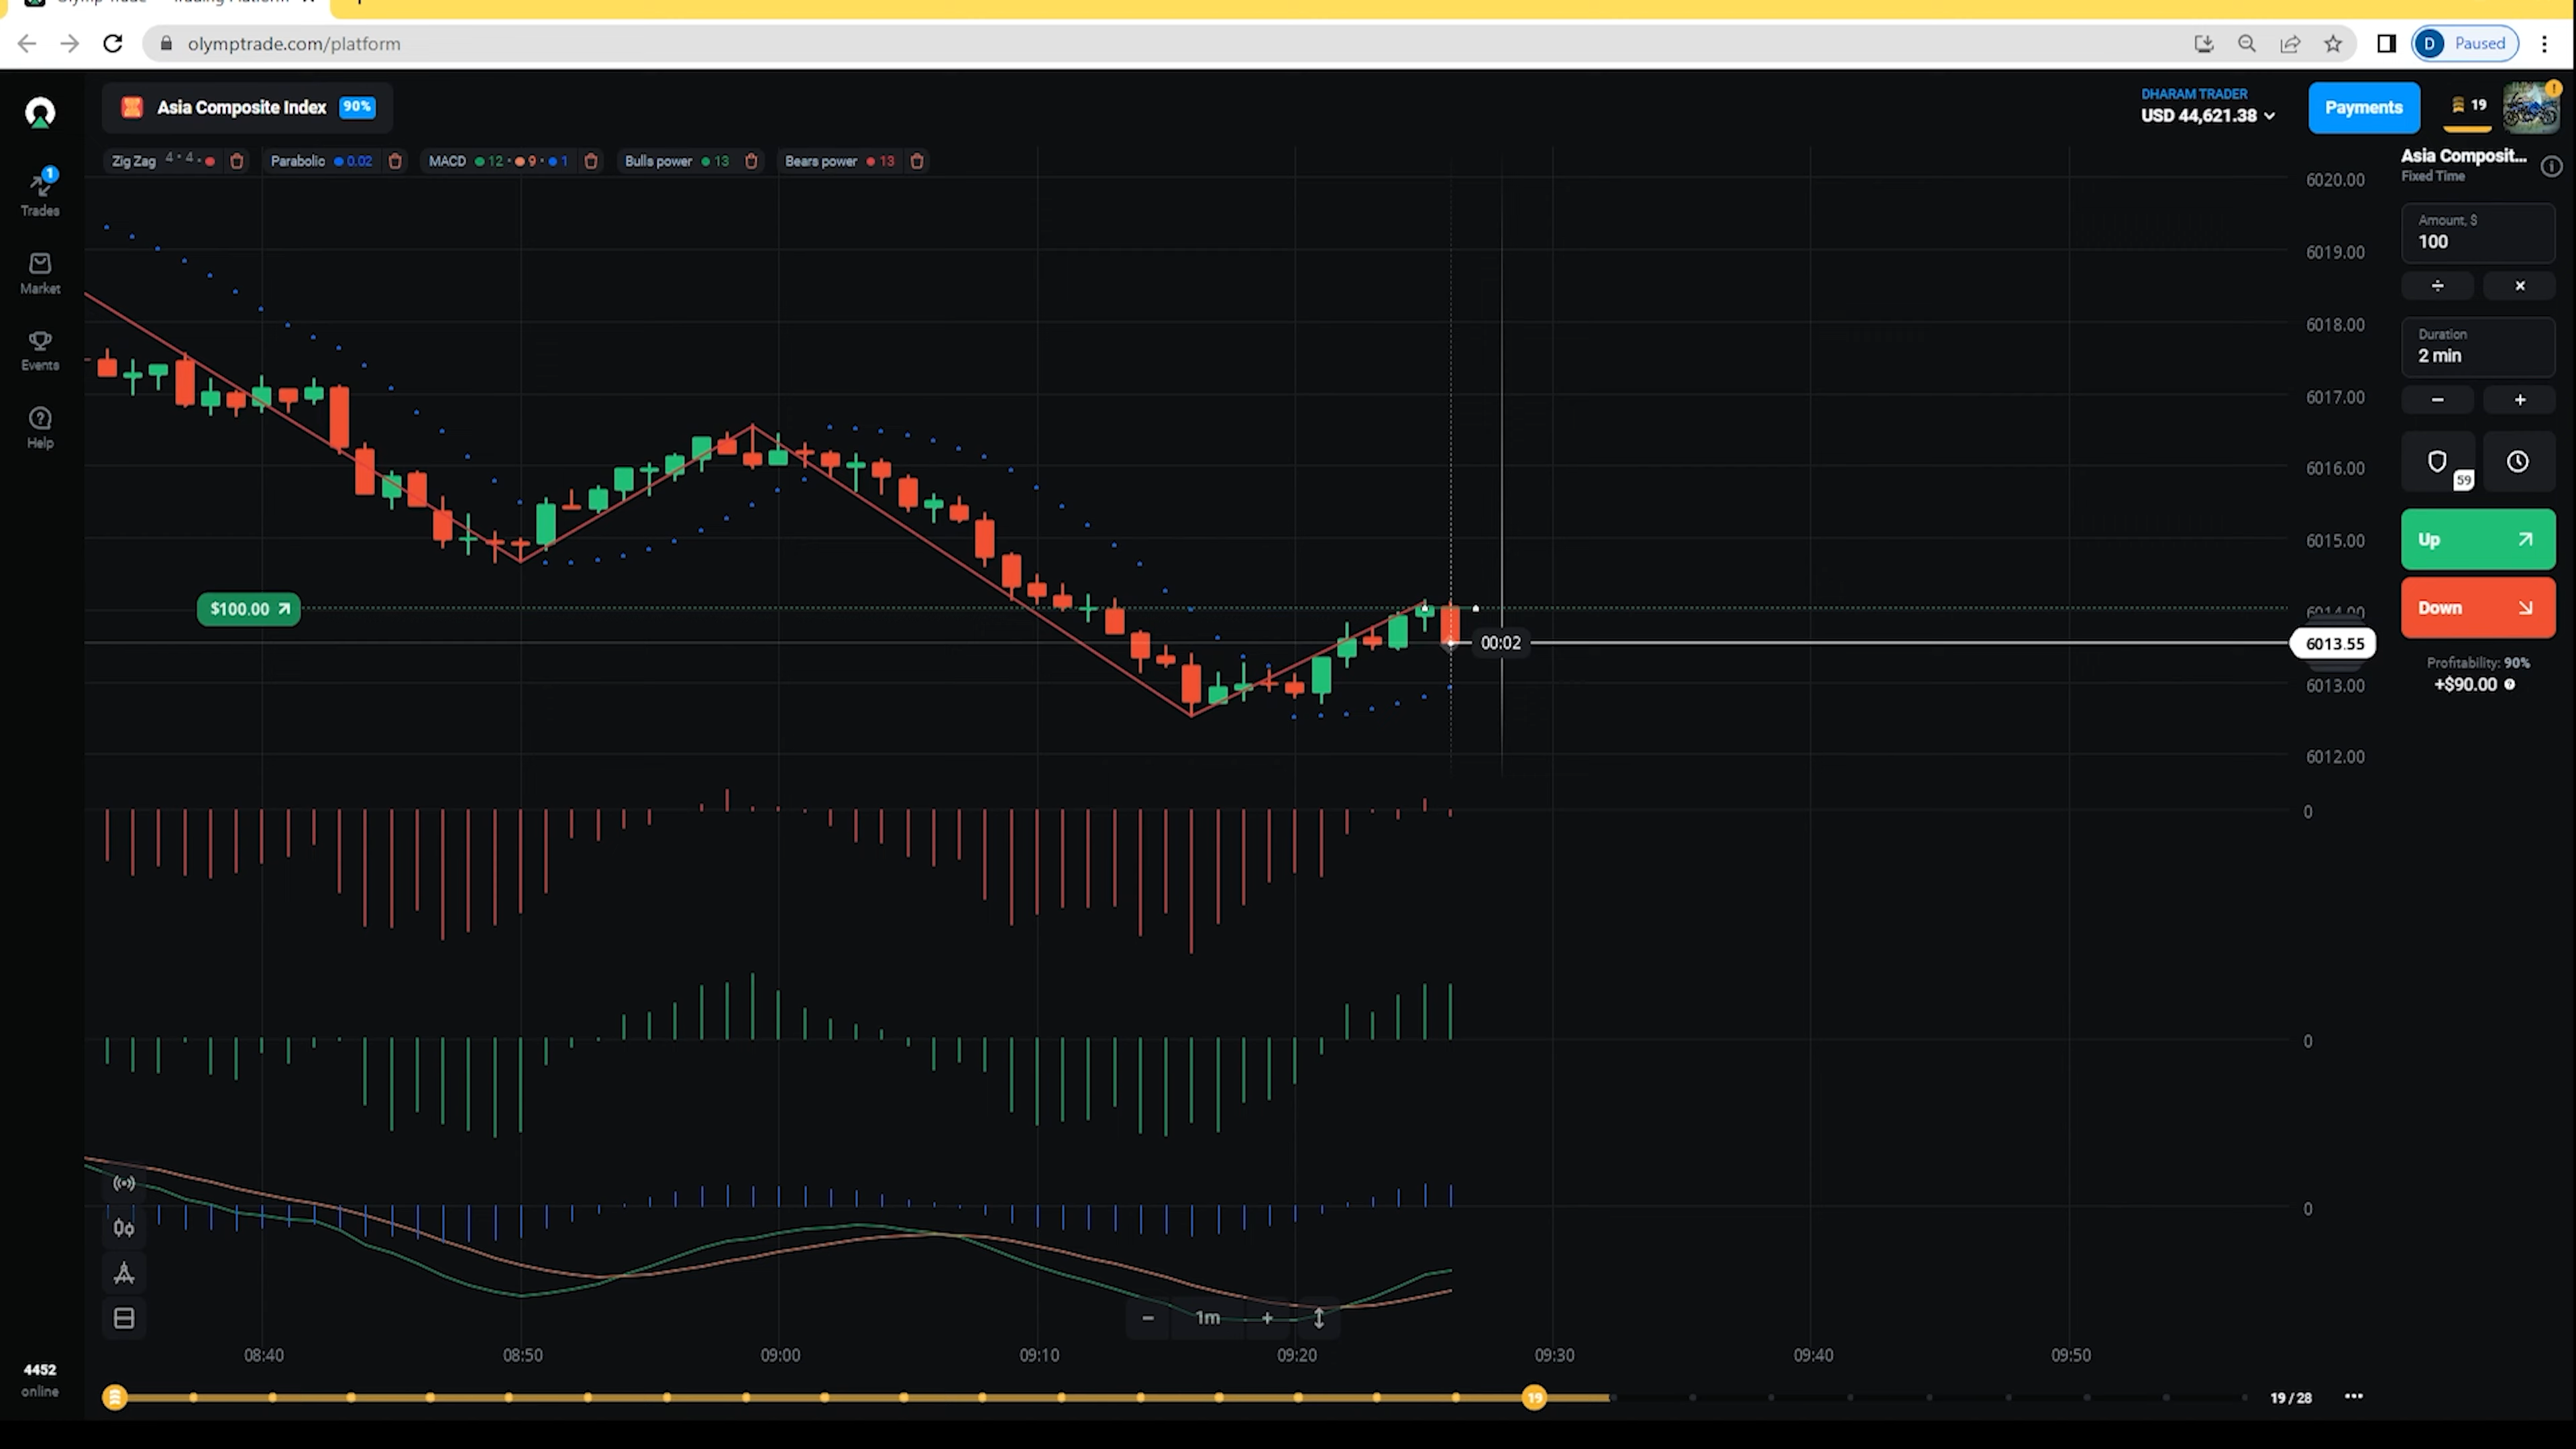 olymptrade.com/platform
D Paused
Asia Composite Index 90%
DHARAM TRADER
USD 44,621.38
Payments
19
!
Zig Zag 4 • 4 •
Parabolic 0.02
MACD 12 • 9 • 1
Bulls power 13
Bears power 13
1
Trades
Market
Events
Help
4452
online
6020.00
6019.00
6018.00
6017.00
6016.00
6015.00
6014.00
6013.55
6013.00
6012.00
0
0
0
$100.00
00:02
Asia Composit...
Fixed Time
Amount, $
100
÷ ×
Duration
2 min
- +
59
Up
Down
Profitability: 90%
+$90.00
- 1m +
08:40 08:50 09:00 09:10 09:20 09:30 09:40 09:50
19
19 / 28